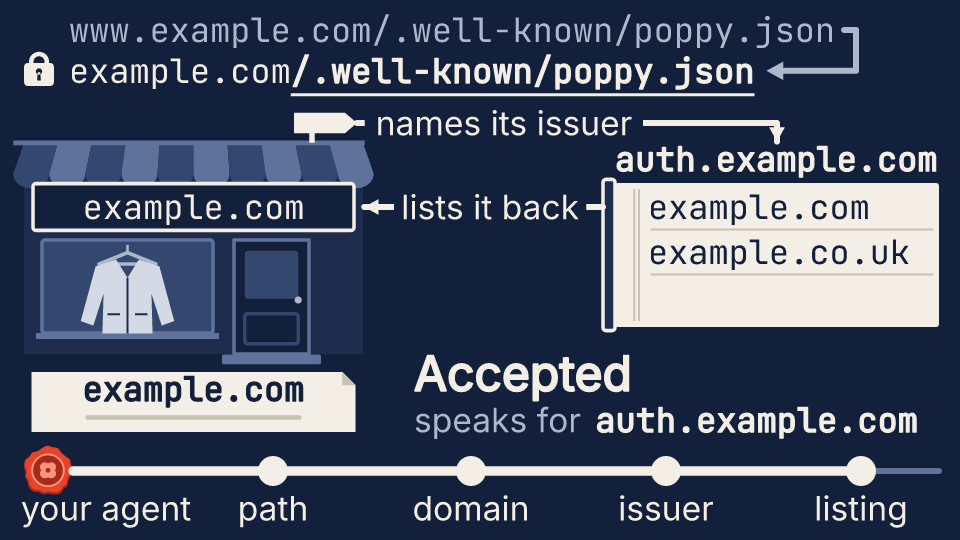 www.example.com/.well-known/poppy.json
example.com/.well-known/poppy.json
names its issuer
auth.example.com
example.com
lists it back
example.com
example.co.uk
example.com
Accepted
speaks for auth.example.com
your agent
path
domain
issuer
listing